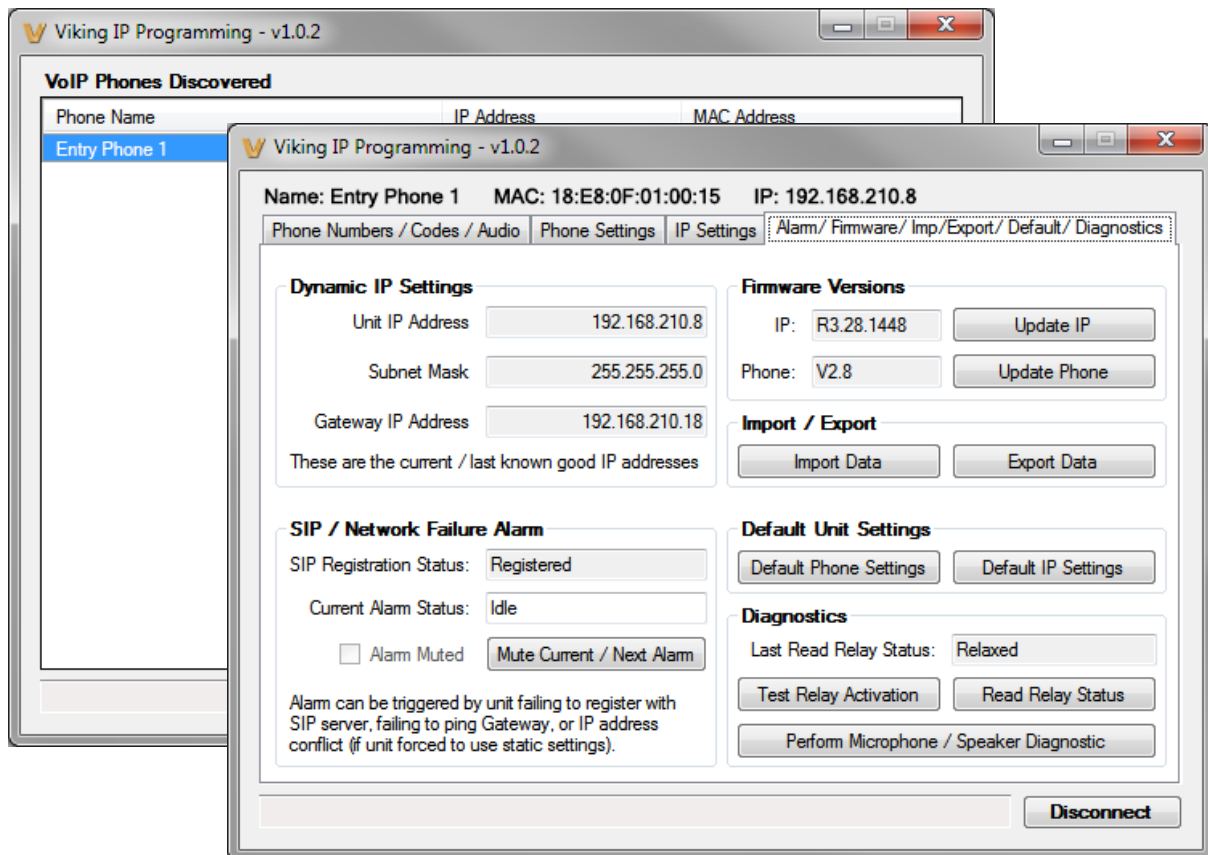 Viking IP Programming - v1.0.2
VoIP Phones Discovered
Phone Name IP Address MAC Address
Entry Phone 1
Viking IP Programming - v1.0.2
Name: Entry Phone 1 MAC: 18:E8:0F:01:00:15 IP: 192.168.210.8
Phone Numbers / Codes / Audio Phone Settings IP Settings Alarm/ Firmware/ Imp/Export/ Default/ Diagnostics
Dynamic IP Settings
Unit IP Address 192.168.210.8
Subnet Mask 255.255.255.0
Gateway IP Address 192.168.210.18
These are the current / last known good IP addresses
Firmware Versions
IP: R3.28.1448 Update IP
Phone: V2.8 Update Phone
Import / Export
Import Data Export Data
SIP / Network Failure Alarm
SIP Registration Status: Registered
Current Alarm Status: Idle
Alarm Muted Mute Current / Next Alarm
Alarm can be triggered by unit failing to register with
SIP server, failing to ping Gateway, or IP address
conflict (if unit forced to use static settings).
Default Unit Settings
Default Phone Settings Default IP Settings
Diagnostics
Last Read Relay Status: Relaxed
Test Relay Activation Read Relay Status
Perform Microphone / Speaker Diagnostic
Disconnect